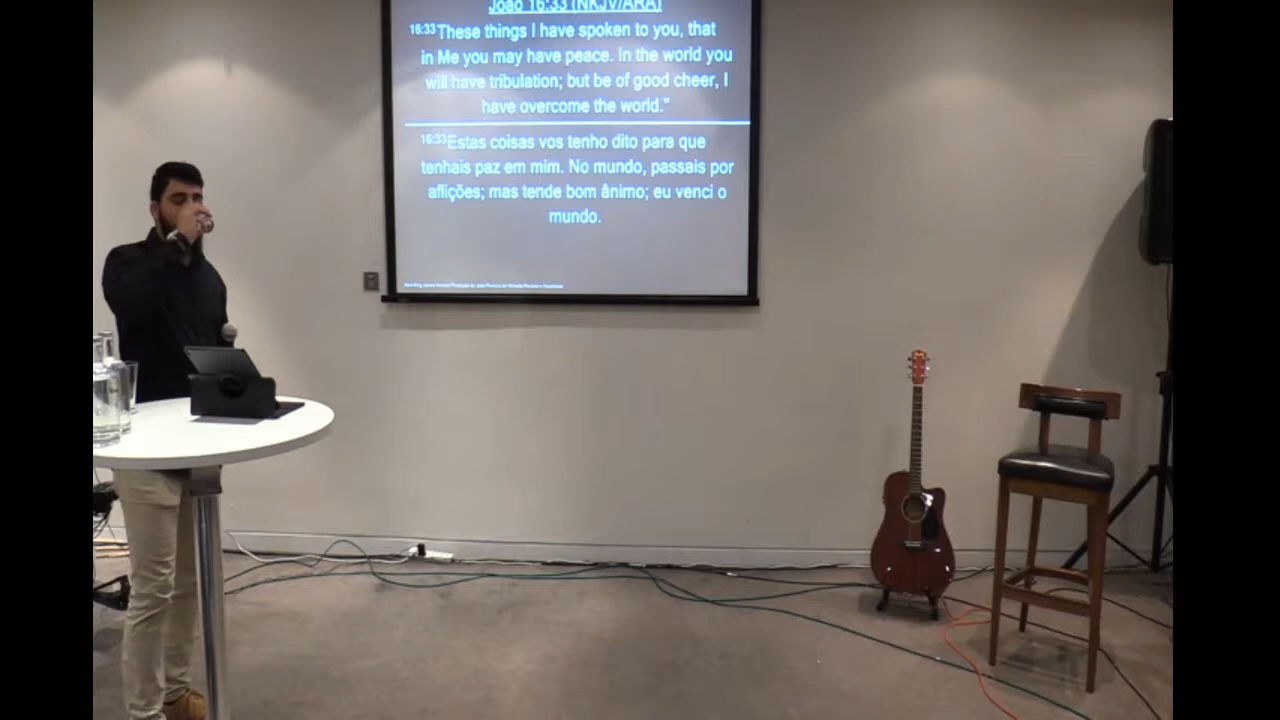 João 16:33 (NKJV/ARA)
16:33 These things I have spoken to you, that
in Me you may have peace. In the world you
will have tribulation; but be of good cheer, I
have overcome the world."
16:33 Estas coisas vos tenho dito para que
tenhais paz em mim. No mundo, passais por
aflições; mas tende bom ânimo; eu venci o
mundo.